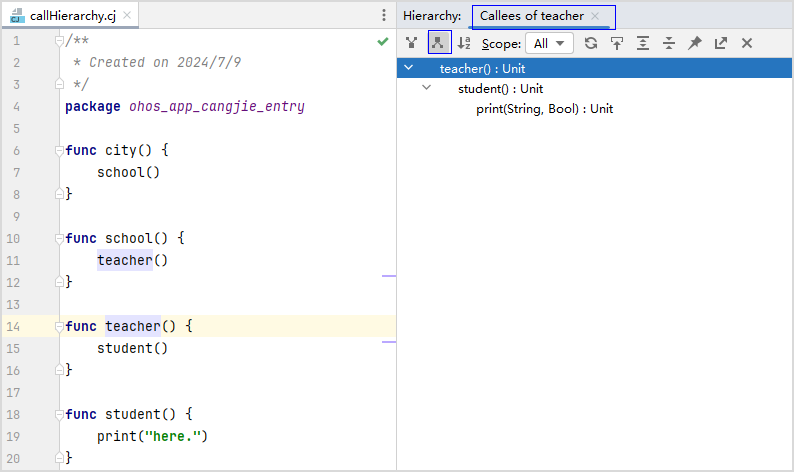 callHierarchy.cj
Hierarchy: Callees of teacher
Scope: All
1 /**
2 * Created on 2024/7/9
3 */
4 package ohos_app_cangjie_entry
5
6 func city() {
7 school()
8 }
9
10 func school() {
11 teacher()
12 }
13
14 func teacher() {
15 student()
16 }
17
18 func student() {
19 print("here.")
20 }
teacher() : Unit
student() : Unit
print(String, Bool) : Unit